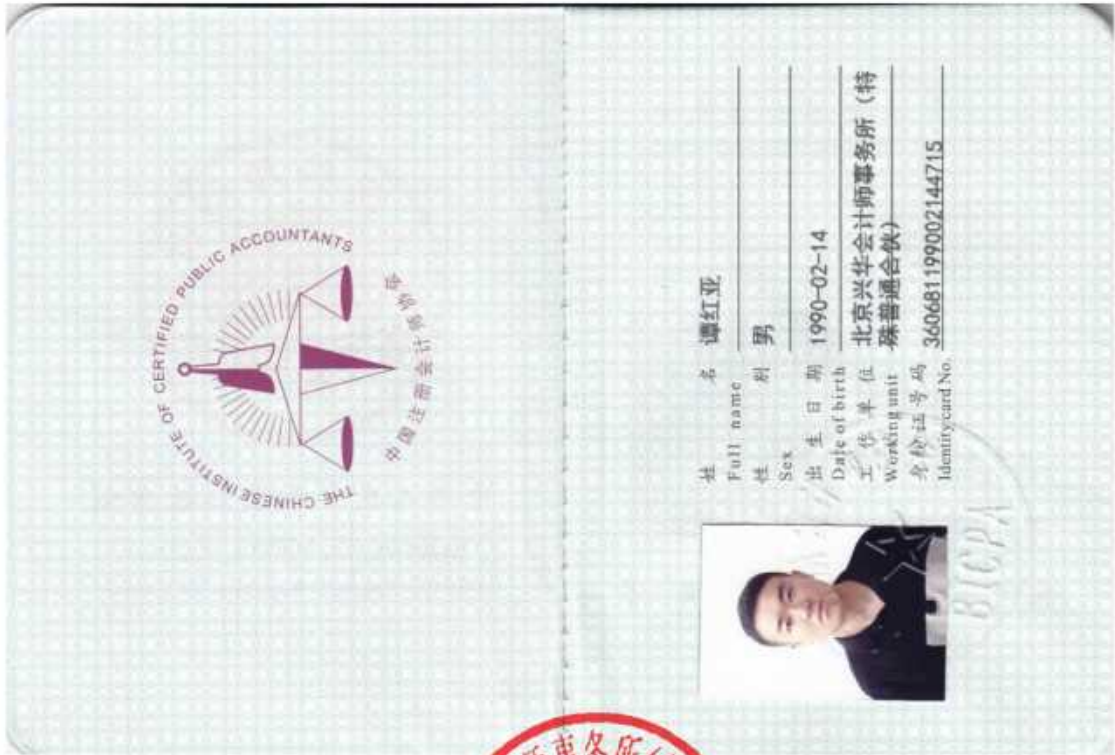 THE CHINESE INSTITUTE OF CERTIFIED PUBLIC ACCOUNTANTS
中国注册会计师协会
姓 名 谭红亚
Full name
性 别 男
Sex
出生日期 1990-02-14
Date of birth
工作单位 北京兴华会计师事务所（特
Working unit 殊普通合伙）
身份证号码 360681199002144715
Identity card No.
BICPA